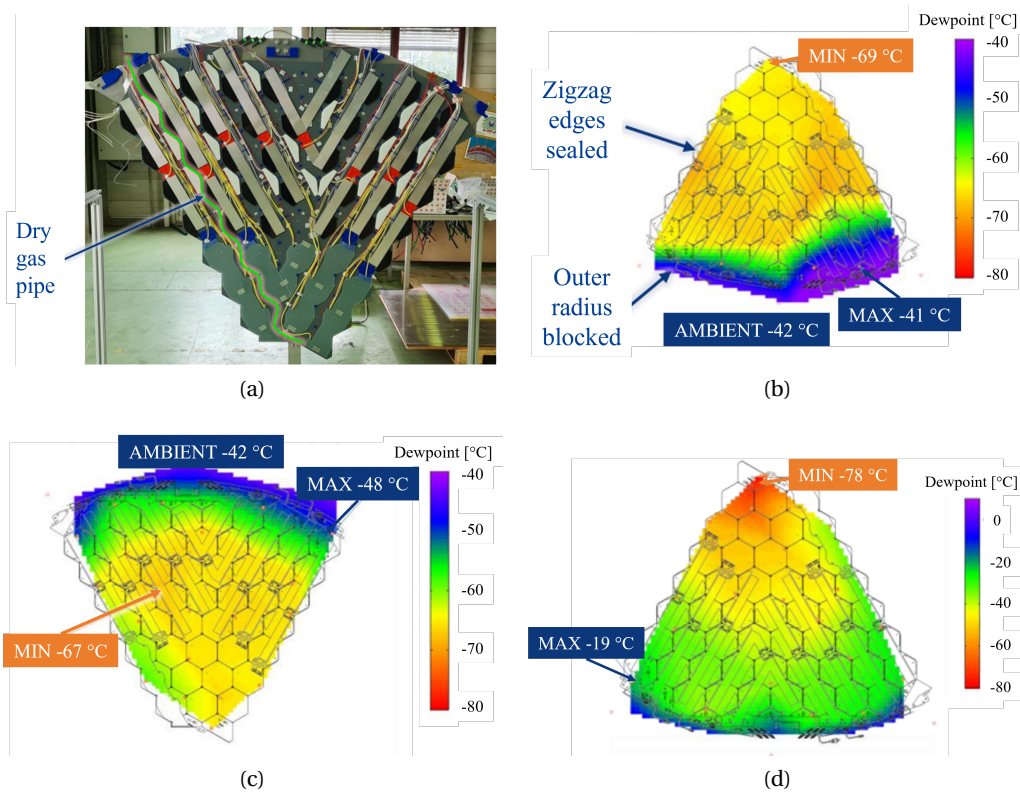 Dry
gas
pipe
(a)
Dewpoint [°C]
MIN -69 °C
-40
-50
-60
-70
-80
Zigzag
edges
sealed
Outer
radius
blocked
AMBIENT -42 °C
MAX -41 °C
(b)
AMBIENT -42 °C
Dewpoint [°C]
MAX -48 °C
-40
-50
-60
-70
-80
MIN -67 °C
(c)
MIN -78 °C
Dewpoint [°C]
0
-20
-40
-60
-80
MAX -19 °C
(d)